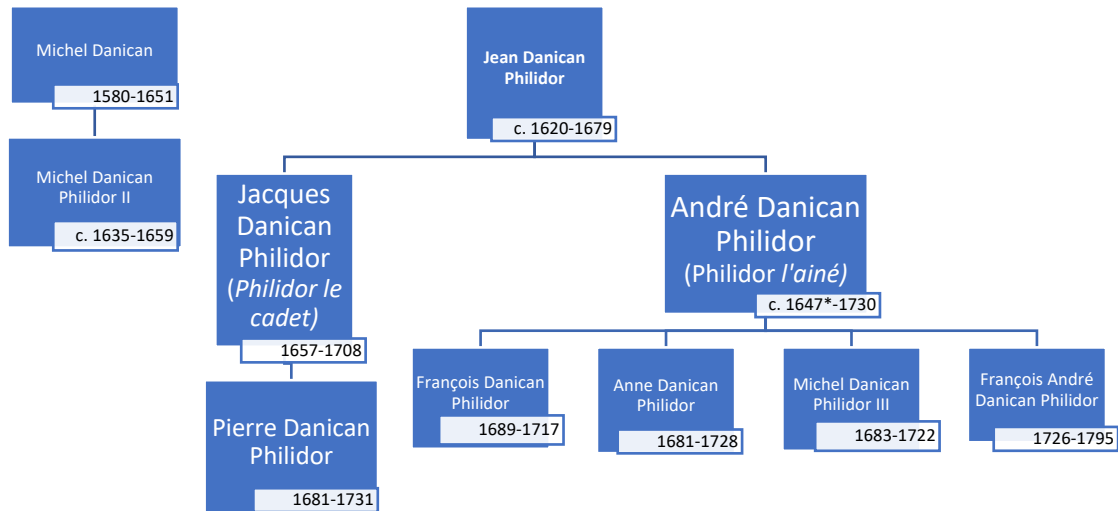 Michel Danican
1580-1651
Michel Danican
Philidor II
c. 1635-1659
Jean Danican
Philidor
c. 1620-1679
Jacques
Danican
Philidor
(Philidor le
cadet)
1657-1708
André Danican
Philidor
(Philidor l'ainé)
c. 1647*-1730
Pierre Danican
Philidor
1681-1731
François Danican
Philidor
1689-1717
Anne Danican
Philidor
1681-1728
Michel Danican
Philidor III
1683-1722
François André
Danican Philidor
1726-1795